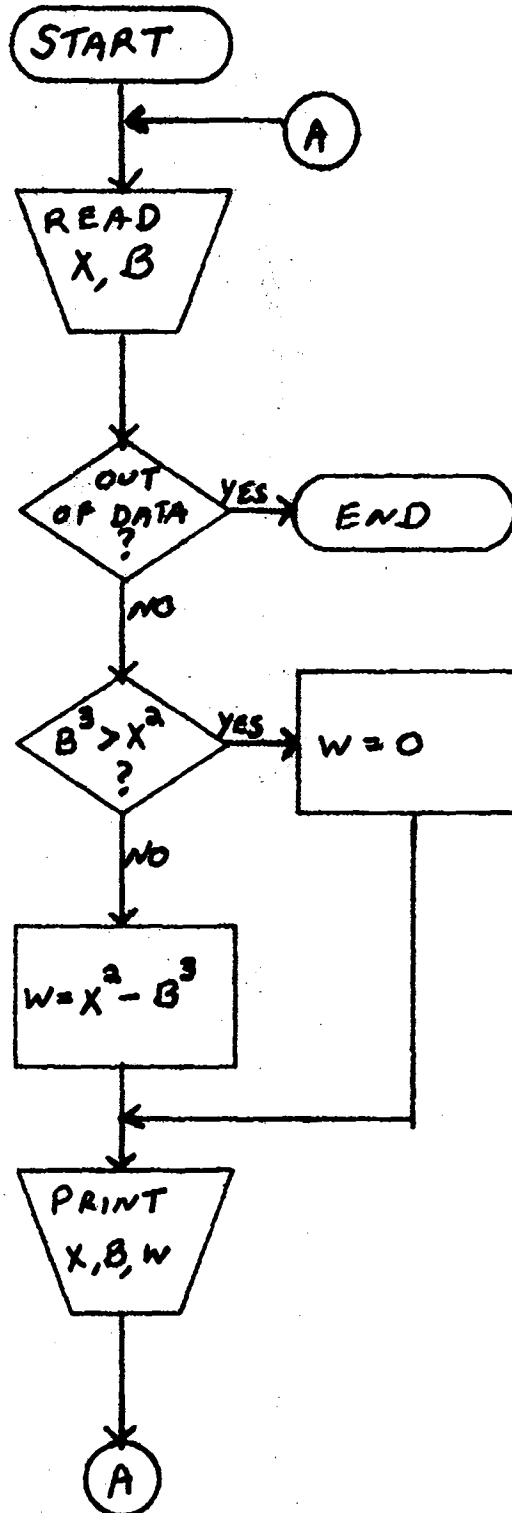 START
A
READ
X, B
OUT
OF DATA
?
YES
END
NO
B³ > X²
?
YES
W = 0
NO
W = X² - B³
PRINT
X, B, W
A